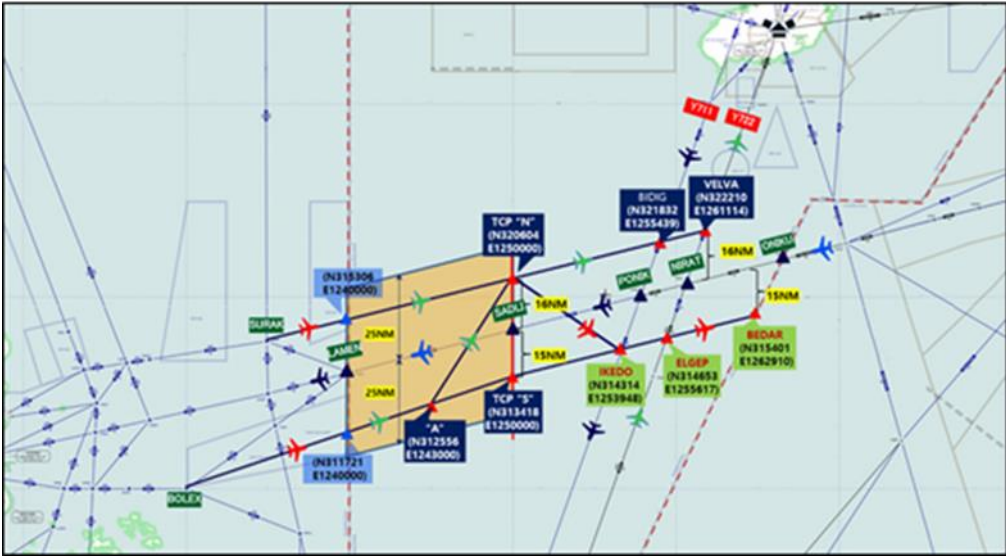 Y711
Y722
VELVA
(N322210
E1261114)
BIDIG
(N321832
E1255439)
TCP "N"
(N320604
E1250000)
ONIKU
16NM
NIRAT
PONIK
(N315306
E1240000)
15NM
16NM
SADLI
SURAK
25NM
LAMEN
15NM
BEDAR
(N315401
E1262910)
ELGEP
(N314653
E1255617)
IKEDO
(N314314
E1253948)
25NM
TCP "S"
(N313418
E1250000)
"A"
(N312556
E1243000)
(N311721
E1240000)
BOLEX